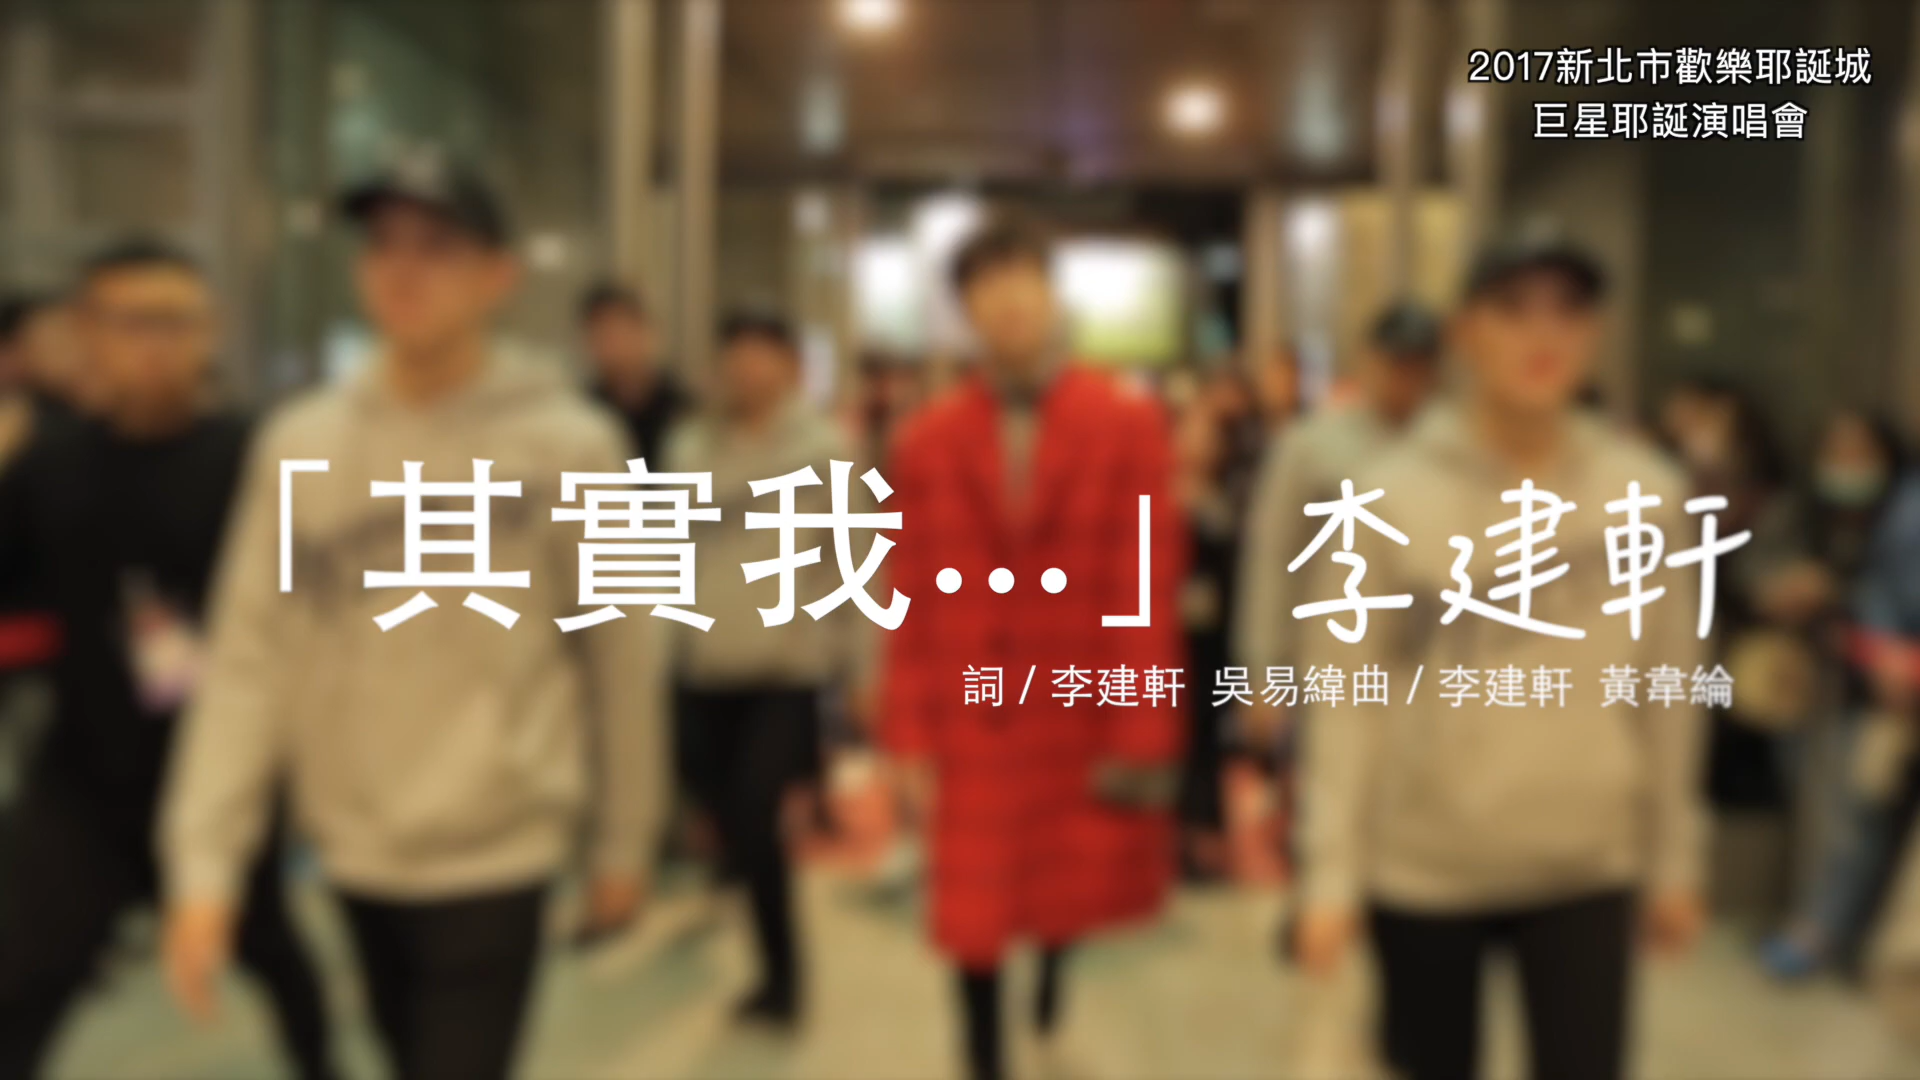 2017新北市歡樂耶誕城
巨星耶誕演唱會
「其實我...」 李建軒
詞 / 李建軒 吳易緯曲 / 李建軒 黃韋綸